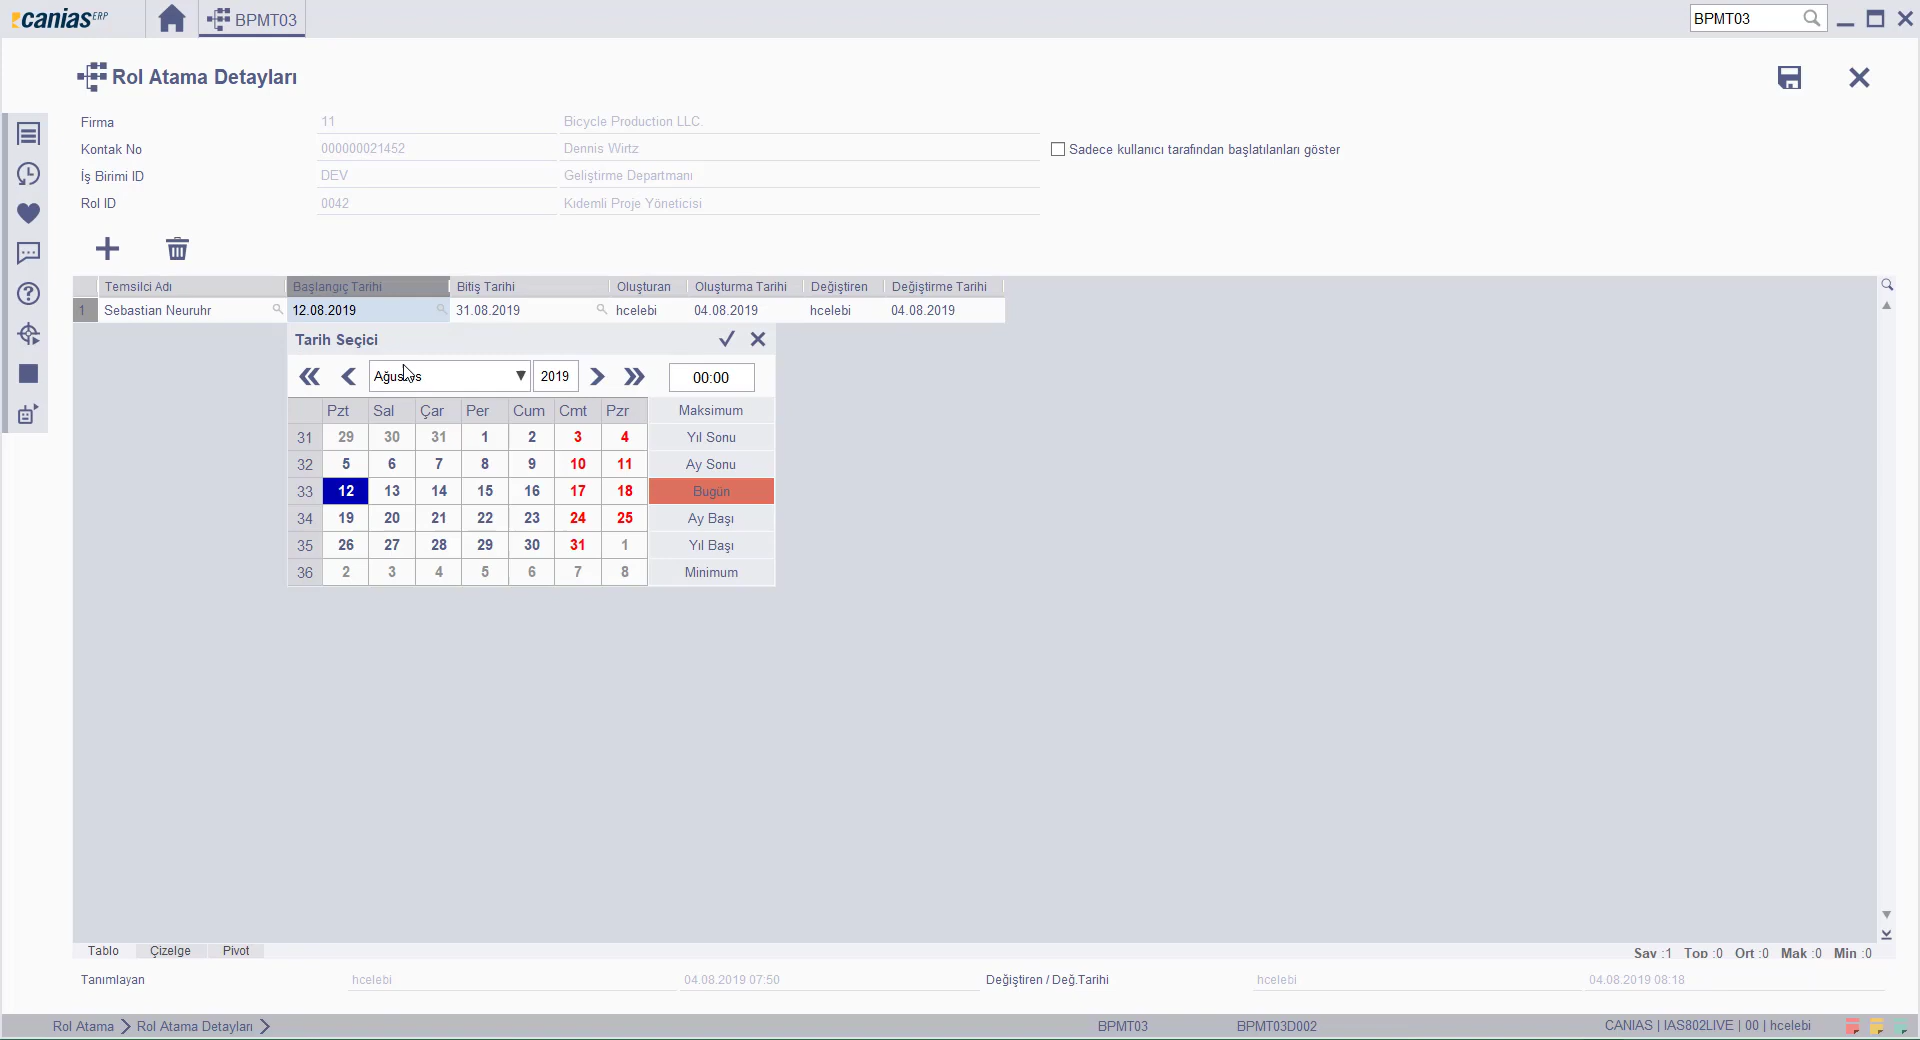 caniasERP BPMT03 BPMT03
Rol Atama Detayları
Firma 11 Bicycle Production LLC.
Kontak No 000000021452 Dennis Wirtz Sadece kullanıcı tarafından başlatılanları göster
İş Birimi ID DEV Geliştirme Departmanı
Rol ID 0042 Kıdemli Proje Yöneticisi
Temsilci Adı Başlangıç Tarihi Bitiş Tarihi Oluşturan Oluşturma Tarihi Değiştiren Değiştirme Tarihi
1 Sebastian Neuruhr 12.08.2019 31.08.2019 hcelebi 04.08.2019 hcelebi 04.08.2019
Tarih Seçici
Ağustos 2019 00:00
Pzt Sal Çar Per Cum Cmt Pzr Maksimum
31 29 30 31 1 2 3 4 Yıl Sonu
32 5 6 7 8 9 10 11 Ay Sonu
33 12 13 14 15 16 17 18 Bugün
34 19 20 21 22 23 24 25 Ay Başı
35 26 27 28 29 30 31 1 Yıl Başı
36 2 3 4 5 6 7 8 Minimum
Tablo Çizelge Pivot Say :1 Top :0 Ort :0 Mak :0 Min :0
Tanımlayan hcelebi 04.08.2019 07:50 Değiştiren / Değ.Tarihi hcelebi 04.08.2019 08:18
Rol Atama Rol Atama Detayları BPMT03 BPMT03D002 CANIAS | IAS802LIVE | 00 | hcelebi